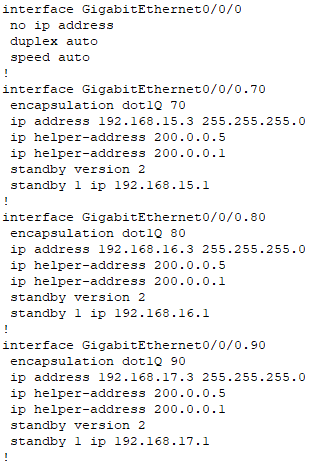 interface GigabitEthernet0/0/0
 no ip address
 duplex auto
 speed auto
!
interface GigabitEthernet0/0/0.70
 encapsulation dot1Q 70
 ip address 192.168.15.3 255.255.255.0
 ip helper-address 200.0.0.5
 ip helper-address 200.0.0.1
 standby version 2
 standby 1 ip 192.168.15.1
!
interface GigabitEthernet0/0/0.80
 encapsulation dot1Q 80
 ip address 192.168.16.3 255.255.255.0
 ip helper-address 200.0.0.5
 ip helper-address 200.0.0.1
 standby version 2
 standby 1 ip 192.168.16.1
!
interface GigabitEthernet0/0/0.90
 encapsulation dot1Q 90
 ip address 192.168.17.3 255.255.255.0
 ip helper-address 200.0.0.5
 ip helper-address 200.0.0.1
 standby version 2
 standby 1 ip 192.168.17.1
!